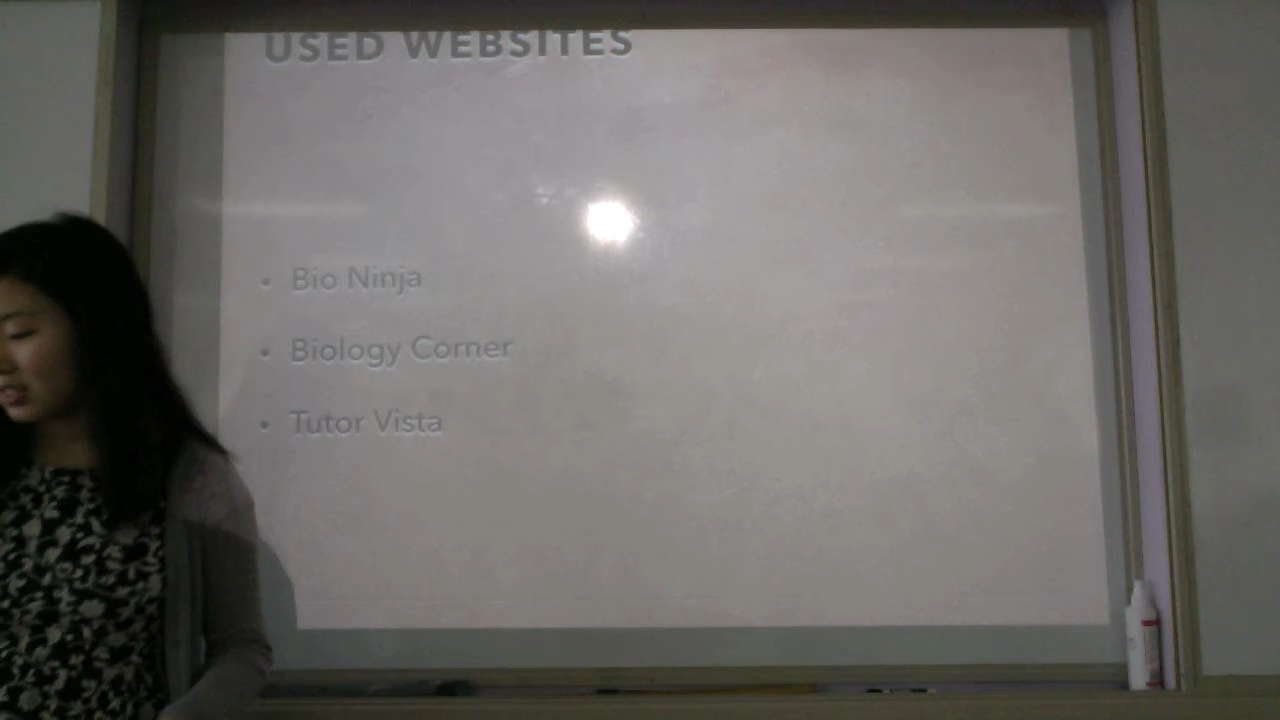 USED WEBSITES
• Bio Ninja
• Biology Corner
• Tutor Vista